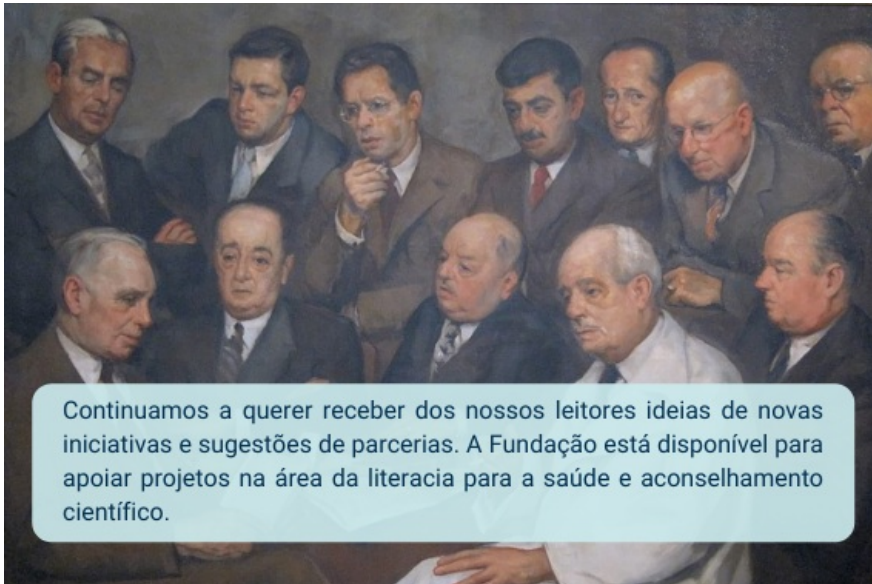 Continuamos a querer receber dos nossos leitores ideias de novas
iniciativas e sugestões de parcerias. A Fundação está disponível para
apoiar projetos na área da literacia para a saúde e aconselhamento
científico.